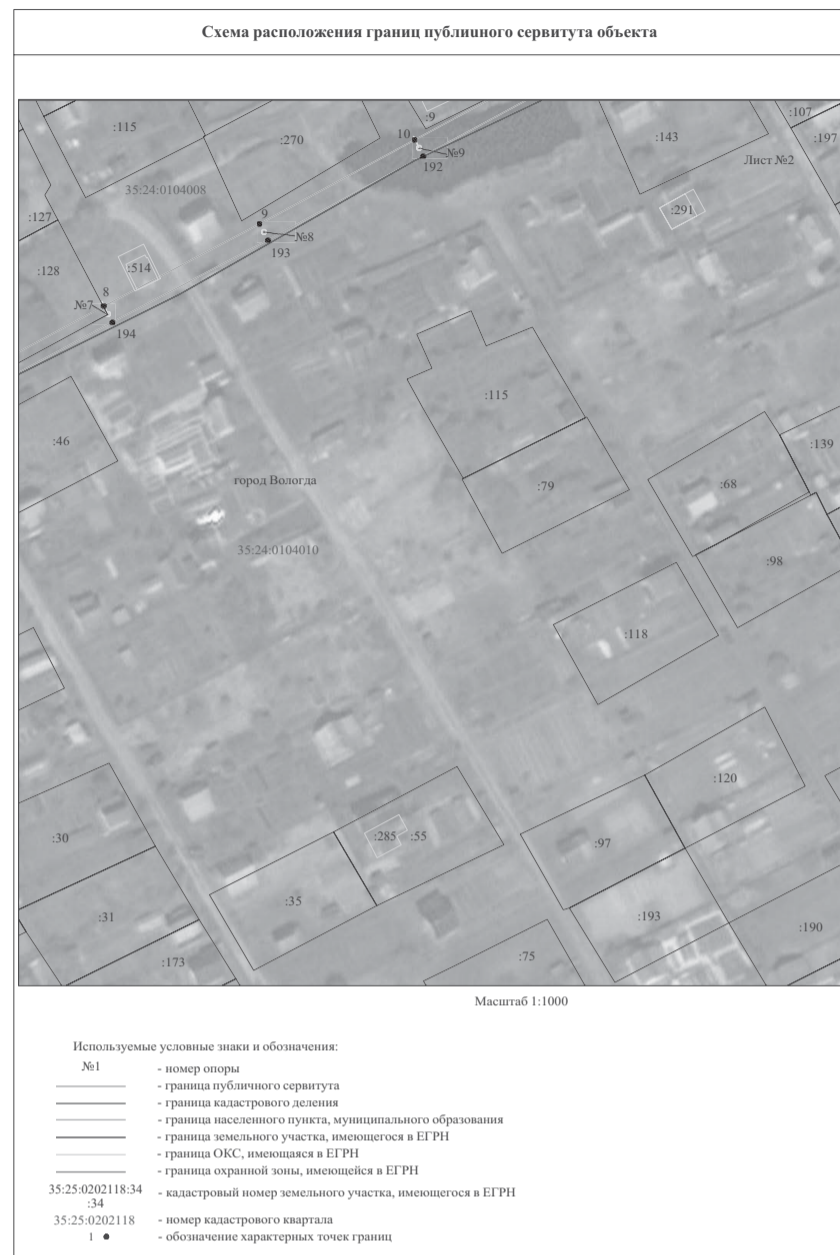 Схема расположения границ публиuного сервитута объекта
:107
:9
:115
:270
10
№9
192
:143
:197
Лист №2
35:24:0104008
:127
9
№8
193
:291
:128
:514
8
№7
194
:115
:46
:79
:68
:139
город Вологда
35:24:0104010
:98
:118
:120
:30
:285
:55
:97
:35
:31
:193
:190
:173
:75
Масштаб 1:1000
Используемые условные знаки и обозначения:
№1 - номер опоры
- граница публичного сервитута
- граница кадастрового деления
- граница населенного пункта, муниципального образования
- граница земельного участка, имеющегося в ЕГРН
- граница ОКС, имеющаяся в ЕГРН
- граница охранной зоны, имеющейся в ЕГРН
35:25:0202118:34 - кадастровый номер земельного участка, имеющегося в ЕГРН
:34
35:25:0202118 - номер кадастрового квартала
1 - обозначение характерных точек границ